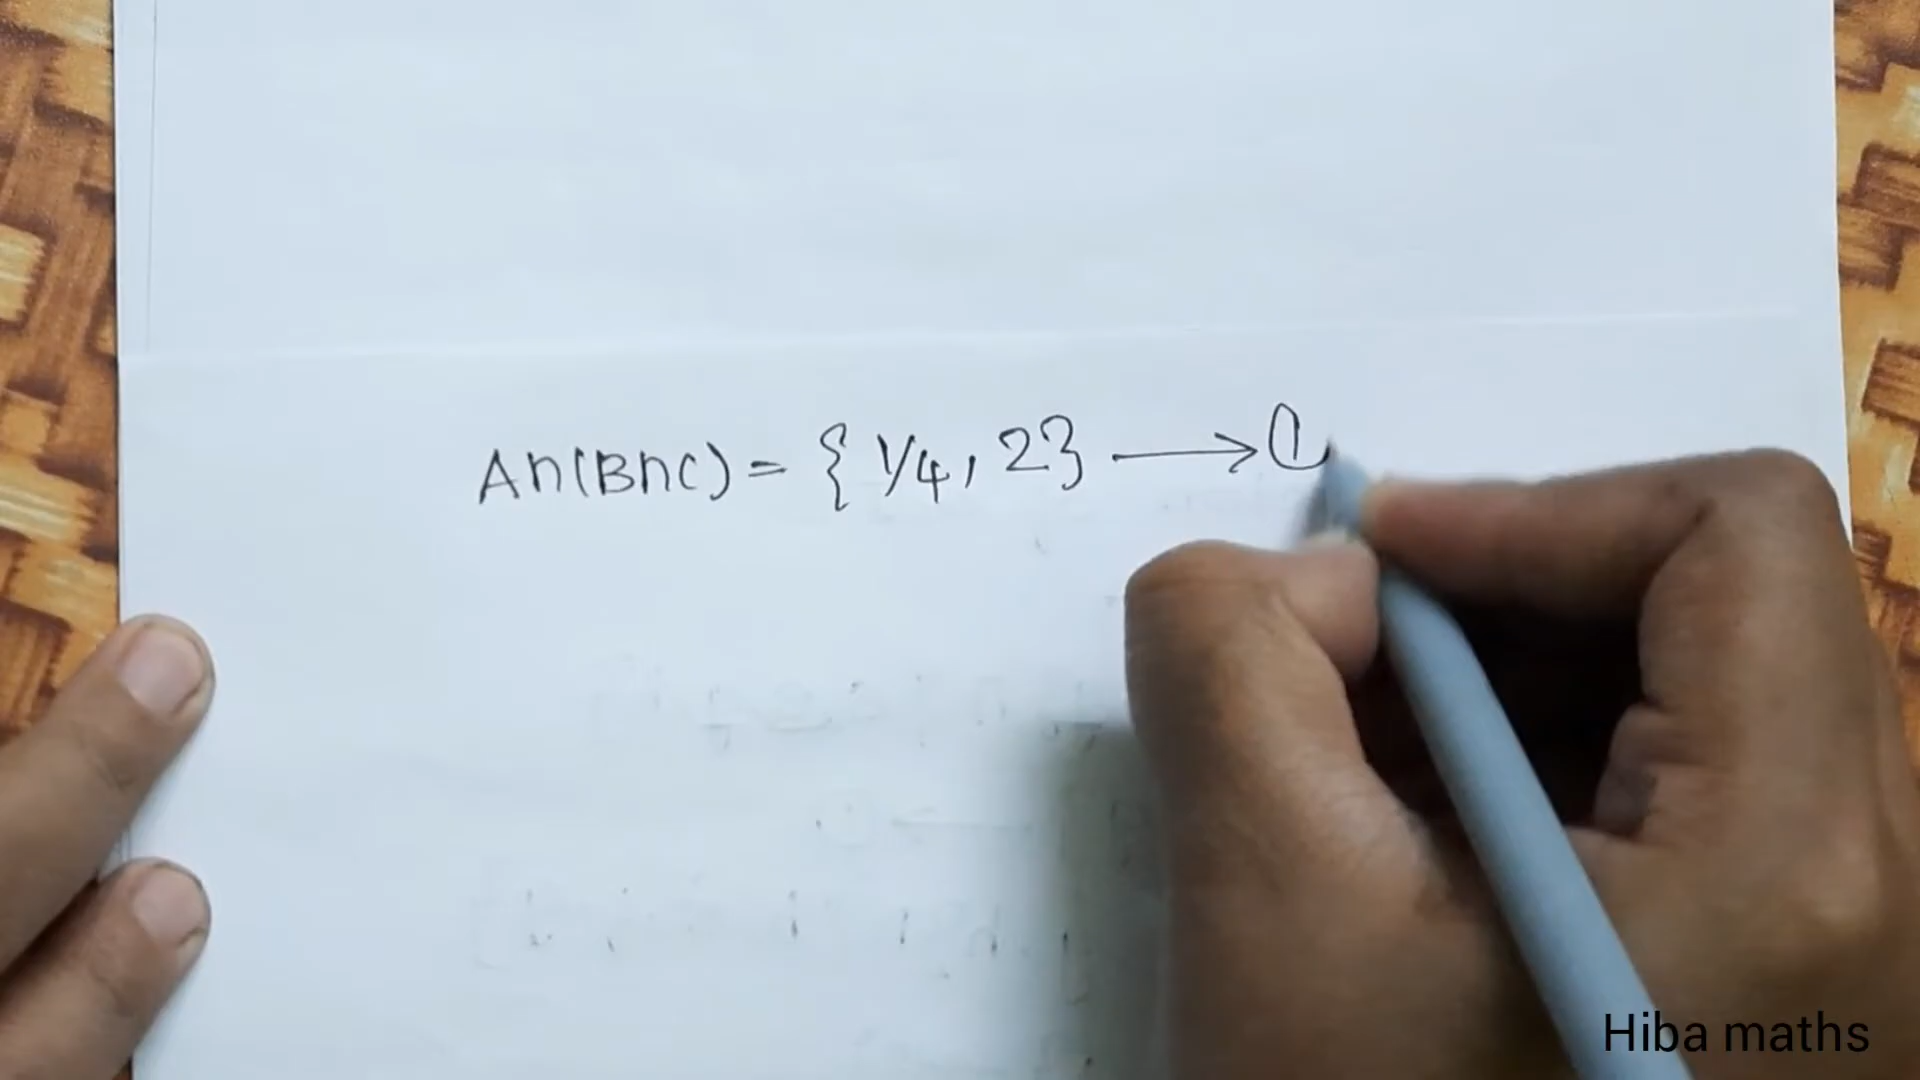 An(BnC) = { 1/4, 2} ⟶ ①
Hiba maths